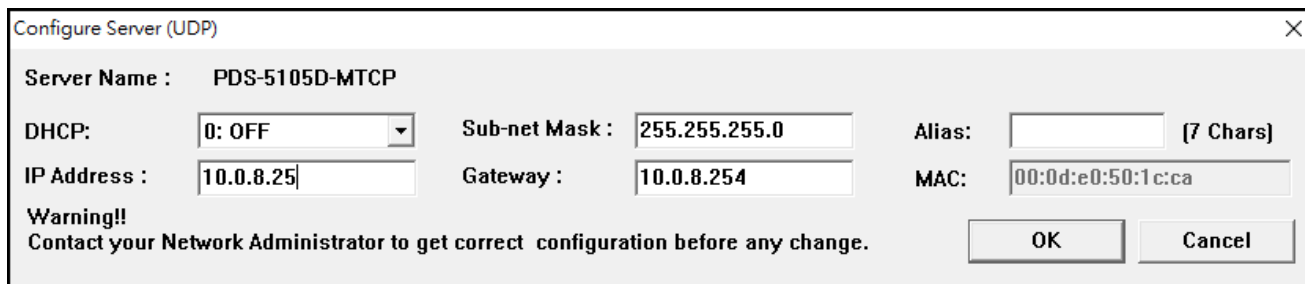 Configure Server (UDP)
Server Name : PDS-5105D-MTCP
DHCP: 0: OFF Sub-net Mask : 255.255.255.0 Alias: (7 Chars)
IP Address : 10.0.8.25 Gateway : 10.0.8.254 MAC: 00:0d:e0:50:1c:ca
Warning!!
Contact your Network Administrator to get correct configuration before any change.
OK Cancel